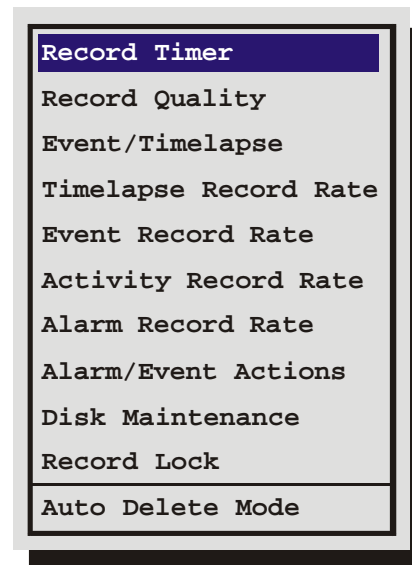 Record Timer
Record Quality
Event/Timelapse
Timelapse Record Rate
Event Record Rate
Activity Record Rate
Alarm Record Rate
Alarm/Event Actions
Disk Maintenance
Record Lock
Auto Delete Mode